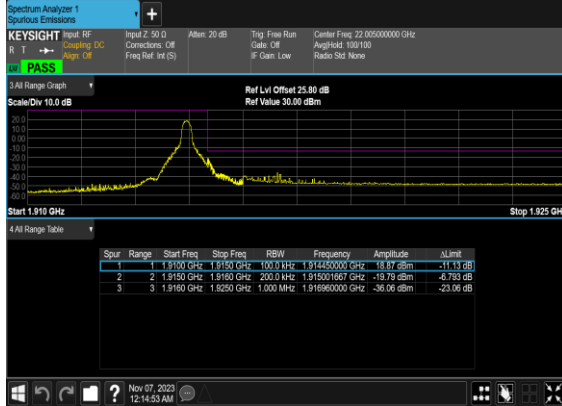 Spectrum Analyzer 1
Spurious Emissions
KEYSIGHT Input: RF Input Z: 50 Ω Atten: 20 dB Trig: Free Run Center Freq: 22.005000000 GHz
Coupling: DC Corrections: Off Gate: Off Avg|Hold: 100/100
R T Align: Off Freq Ref: Int (S) IF Gain: Low Radio Std: None
PASS
3 All Range Graph
Ref Lvl Offset 25.80 dB
Scale/Div 10.0 dB Ref Value 30.00 dBm
20.0
10.0
0.00
-10.0
-20.0
-30.0
-40.0
-50.0
-60.0
Start 1.910 GHz Stop 1.925 GH
4 All Range Table
Spur Range Start Freq Stop Freq RBW Frequency Amplitude ΔLimit
1 1 1.9100 GHz 1.9150 GHz 100.0 kHz 1.914450000 GHz 18.87 dBm -11.13 dB
2 2 1.9150 GHz 1.9160 GHz 200.0 kHz 1.915001667 GHz -19.79 dBm -6.793 dB
3 3 1.9160 GHz 1.9250 GHz 1.000 MHz 1.916960000 GHz -36.06 dBm -23.06 dB
Nov 07, 2023
12:14:53 AM